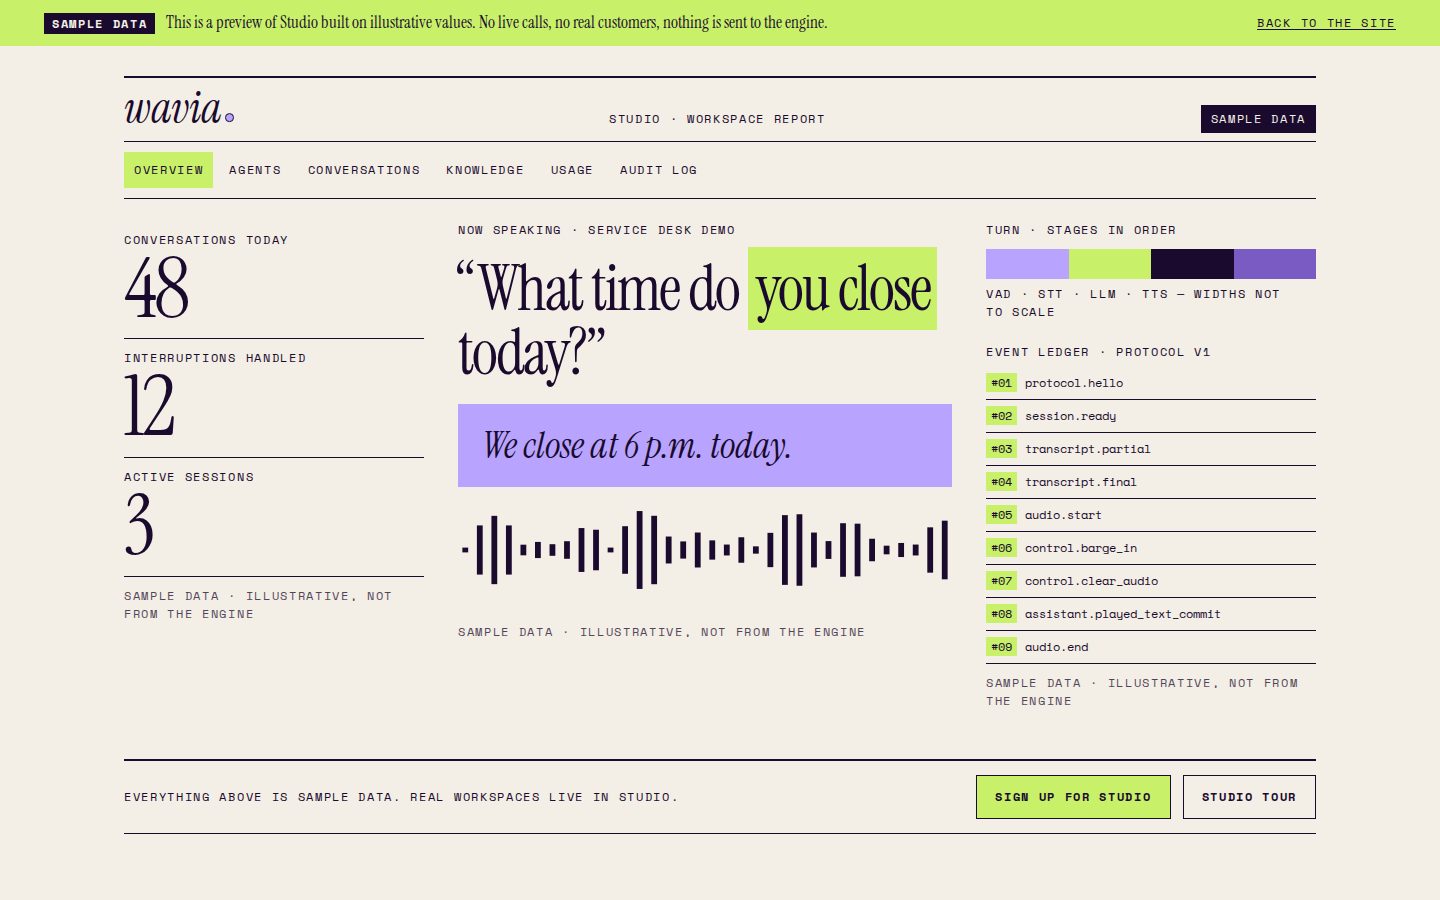 SAMPLE DATA This is a preview of Studio built on illustrative values. No live calls, no real customers, nothing is sent to the engine. BACK TO THE SITE
wavia
STUDIO · WORKSPACE REPORT
SAMPLE DATA
OVERVIEW AGENTS CONVERSATIONS KNOWLEDGE USAGE AUDIT LOG
CONVERSATIONS TODAY
48
INTERRUPTIONS HANDLED
12
ACTIVE SESSIONS
3
SAMPLE DATA · ILLUSTRATIVE, NOT
FROM THE ENGINE
NOW SPEAKING · SERVICE DESK DEMO
“What time do you close
today?”
We close at 6 p.m. today.
SAMPLE DATA · ILLUSTRATIVE, NOT FROM THE ENGINE
TURN · STAGES IN ORDER
VAD · STT · LLM · TTS — WIDTHS NOT
TO SCALE
EVENT LEDGER · PROTOCOL V1
#01 protocol.hello
#02 session.ready
#03 transcript.partial
#04 transcript.final
#05 audio.start
#06 control.barge_in
#07 control.clear_audio
#08 assistant.played_text_commit
#09 audio.end
SAMPLE DATA · ILLUSTRATIVE, NOT FROM
THE ENGINE
EVERYTHING ABOVE IS SAMPLE DATA. REAL WORKSPACES LIVE IN STUDIO.
SIGN UP FOR STUDIO
STUDIO TOUR